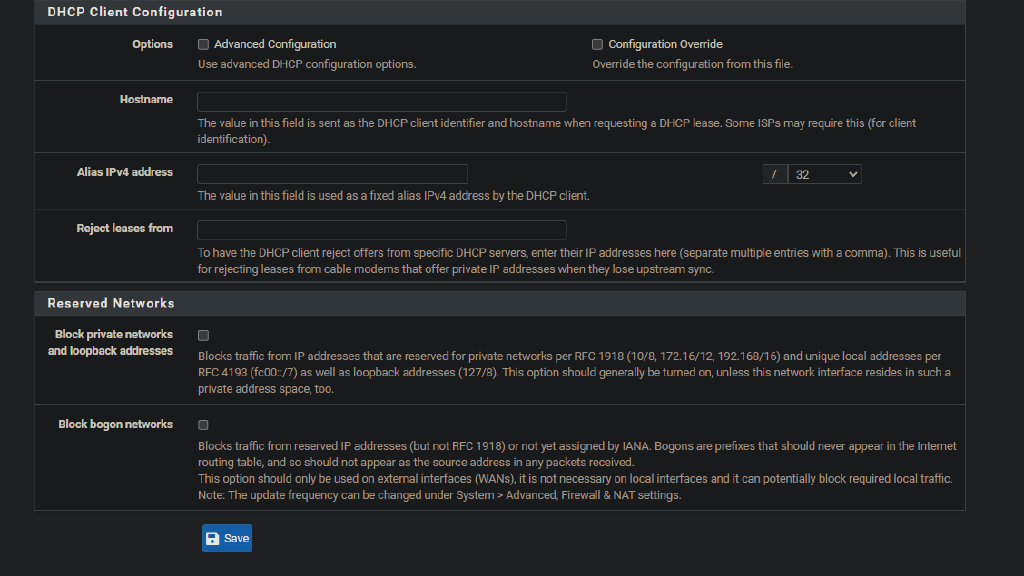 DHCP Client Configuration
Options
Advanced Configuration
Configuration Override
Use advanced DHCP configuration options.
Override the configuration from this file.
Hostname
The value in this field is sent as the DHCP client identifier and hostname when requesting a DHCP lease. Some ISPs may require this (for client
identification).
Alias IPv4 address
/ 32
The value in this field is used as a fixed alias IPv4 address by the DHCP client.
Reject leases from
To have the DHCP client reject offers from specific DHCP servers, enter their IP addresses here (separate multiple entries with a comma). This is useful
for rejecting leases from cable modems that offer private IP addresses when they lose upstream sync.
Reserved Networks
Block private networks
and loopback addresses
Blocks traffic from IP addresses that are reserved for private networks per RFC 1918 (10/8, 172.16/12, 192.168/16) and unique local addresses per
RFC 4193 (fc00::/7) as well as loopback addresses (127/8). This option should generally be turned on, unless this network interface resides in such a
private address space, too.
Block bogon networks
Blocks traffic from reserved IP addresses (but not RFC 1918) or not yet assigned by IANA. Bogons are prefixes that should never appear in the Internet
routing table, and so should not appear as the source address in any packets received.
This option should only be used on external interfaces (WANs), it is not necessary on local interfaces and it can potentially block required local traffic.
Note: The update frequency can be changed under System > Advanced, Firewall & NAT settings.
Save